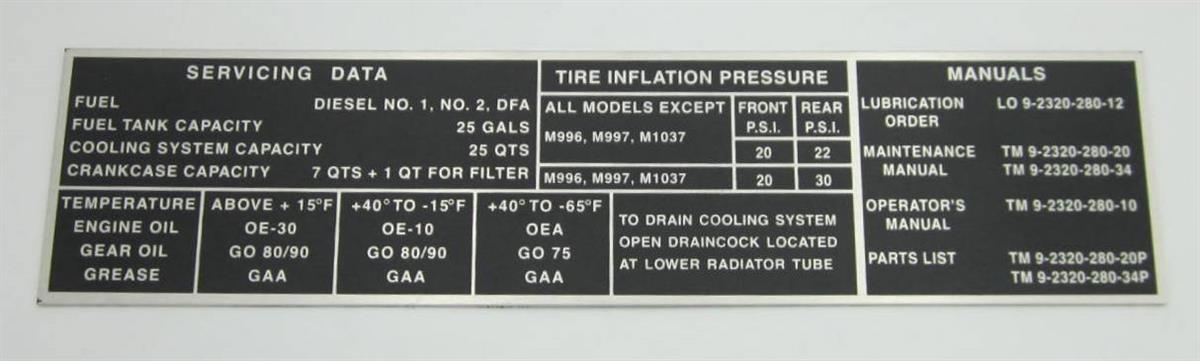 SERVICING DATA
FUEL DIESEL NO. 1, NO. 2, DFA
FUEL TANK CAPACITY 25 GALS
COOLING SYSTEM CAPACITY 25 QTS
CRANKCASE CAPACITY 7 QTS + 1 QT FOR FILTER
TIRE INFLATION PRESSURE
ALL MODELS EXCEPT FRONT REAR
M996, M997, M1037 P.S.I. P.S.I.
20 22
M996, M997, M1037 20 30
TEMPERATURE ABOVE + 15°F +40° TO -15°F +40° TO -65°F
ENGINE OIL OE-30 OE-10 OEA
GEAR OIL GO 80/90 GO 80/90 GO 75
GREASE GAA GAA GAA
TO DRAIN COOLING SYSTEM
OPEN DRAINCOCK LOCATED
AT LOWER RADIATOR TUBE
MANUALS
LUBRICATION LO 9-2320-280-12
ORDER
MAINTENANCE TM 9-2320-280-20
MANUAL TM 9-2320-280-34
OPERATOR'S TM 9-2320-280-10
MANUAL
PARTS LIST TM 9-2320-280-20P
TM 9-2320-280-34P